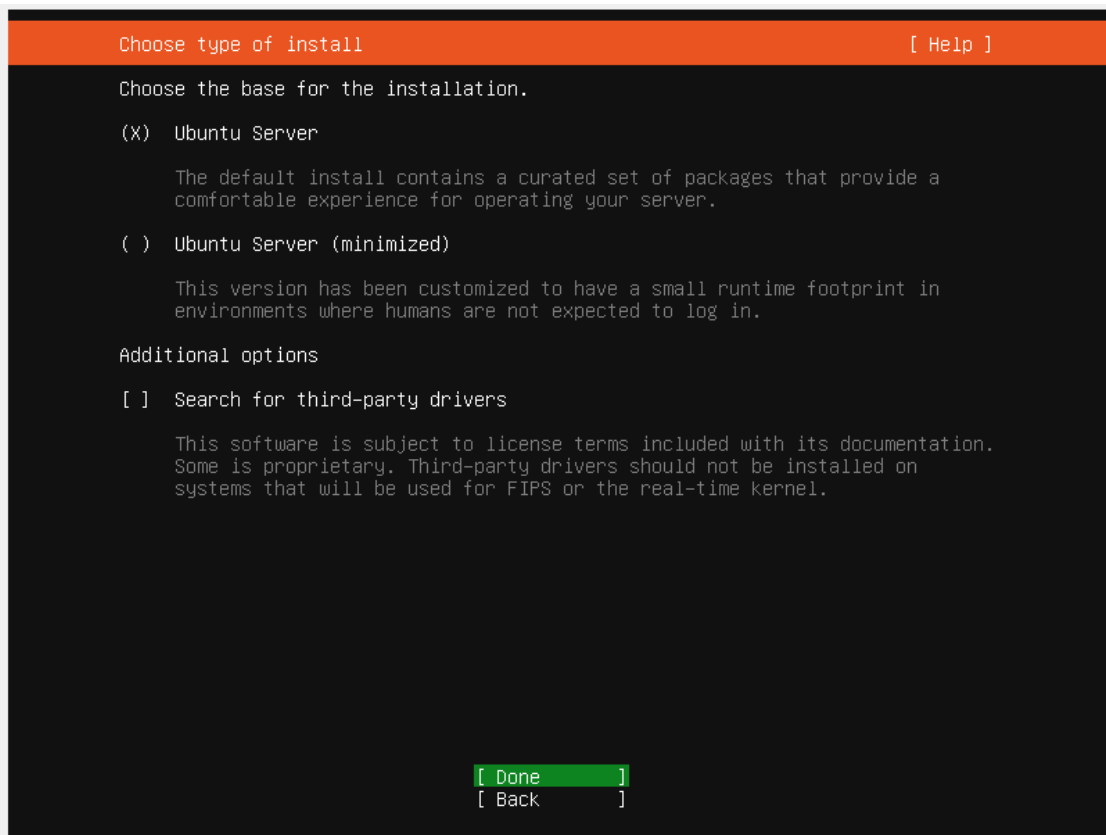 Choose type of install [ Help ]
Choose the base for the installation.
(X) Ubuntu Server
The default install contains a curated set of packages that provide a
comfortable experience for operating your server.
( ) Ubuntu Server (minimized)
This version has been customized to have a small runtime footprint in
environments where humans are not expected to log in.
Additional options
[ ] Search for third-party drivers
This software is subject to license terms included with its documentation.
Some is proprietary. Third-party drivers should not be installed on
systems that will be used for FIPS or the real-time kernel.
[ Done ]
[ Back ]